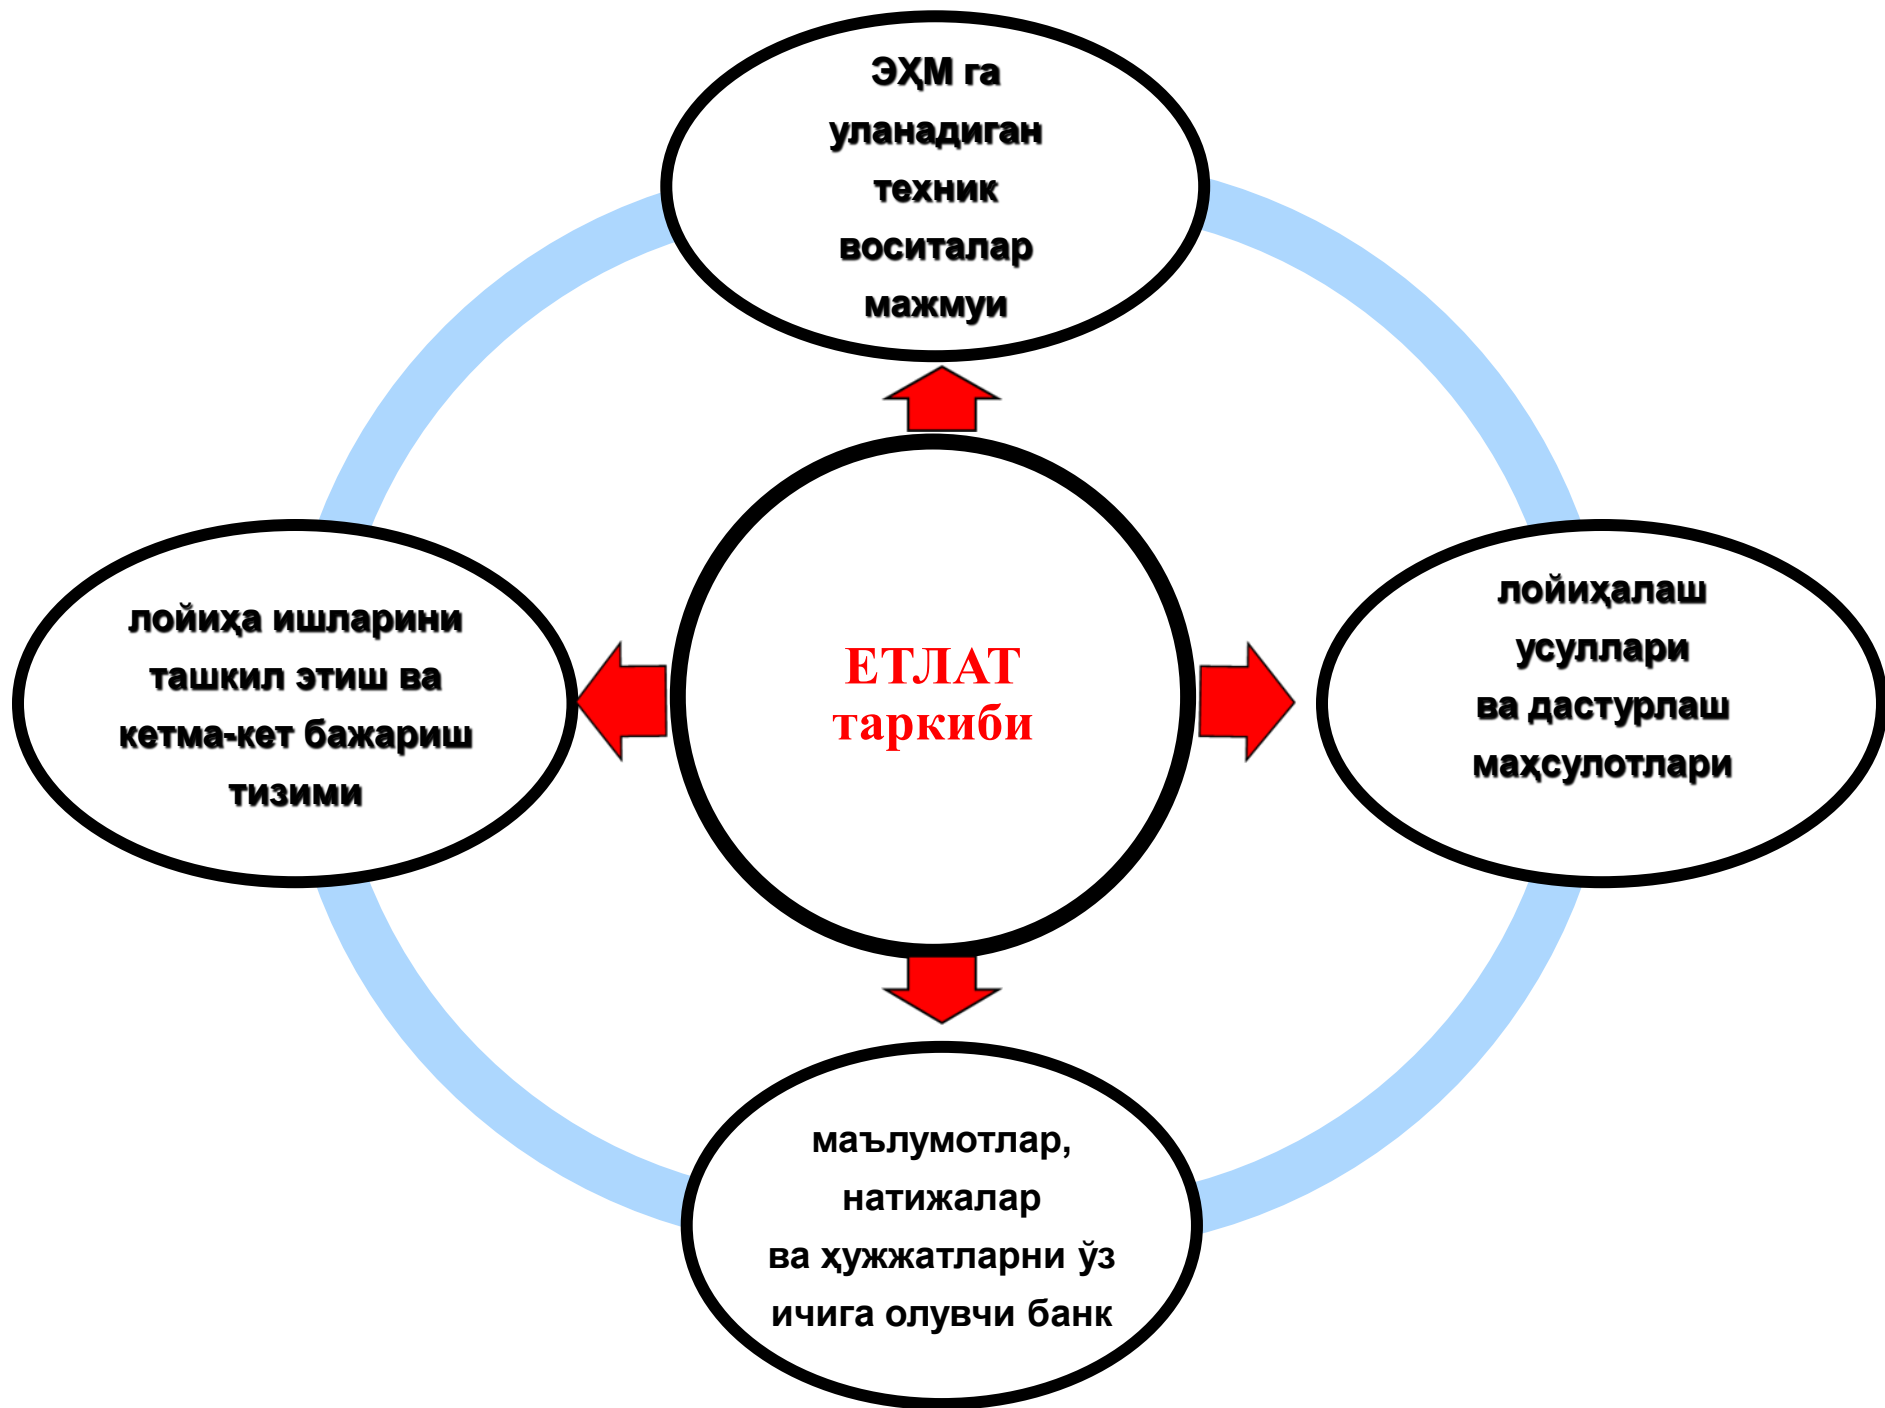 ЭҲМ га
уланадиган
техник
воситалар
мажмуи
лойиҳа ишларини
ташкил этиш ва
кетма-кет бажариш
тизими
ЕТЛАТ
таркиби
лойиҳалаш
усуллари
ва дастурлаш
маҳсулотлари
маълумотлар,
натижалар
ва ҳужжатларни ўз
ичига олувчи банк